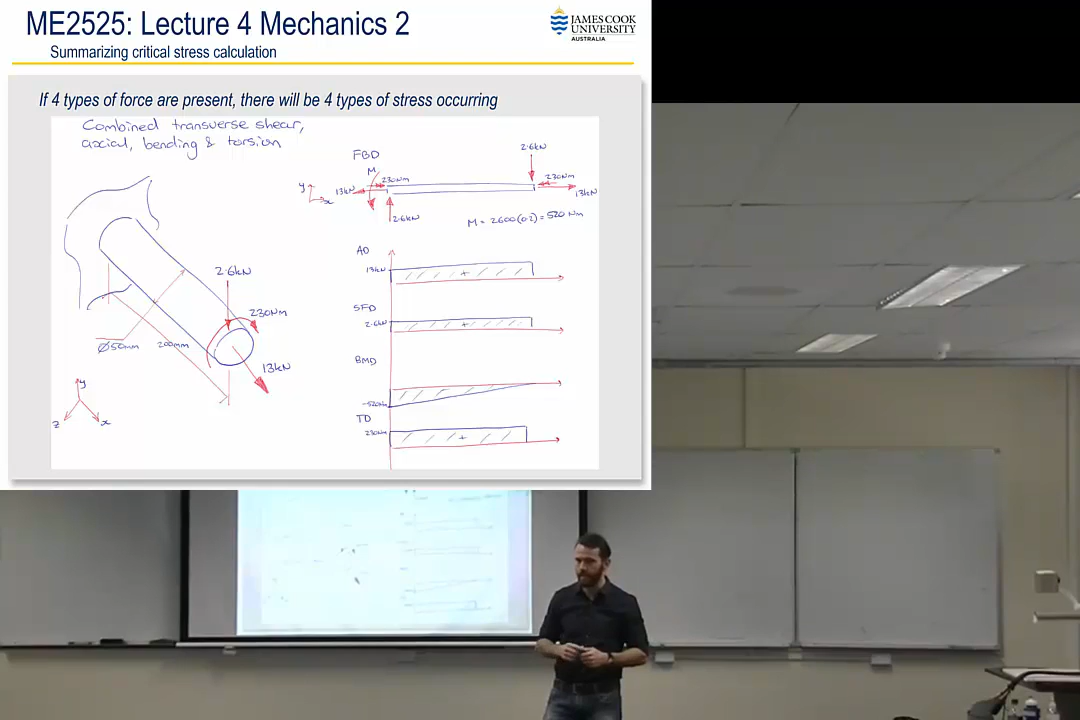 ME2525: Lecture 4 Mechanics 2
Summarizing critical stress calculation
JAMES COOK
UNIVERSITY
AUSTRALIA
If 4 types of force are present, there will be 4 types of stress occurring
Combined transverse shear,
axial, bending & torsion
2.6kN
230Nm
13kN
Ø50mm
200mm
y
z
x
FBD
M
230Nm
13kN
2.6kN
y
x
2.6kN
230Nm
13kN
M = 2600(0.2) = 520 Nm
AD
13kN
+
SFD
2.6kN
+
BMD
-520Nm
TD
230Nm
+